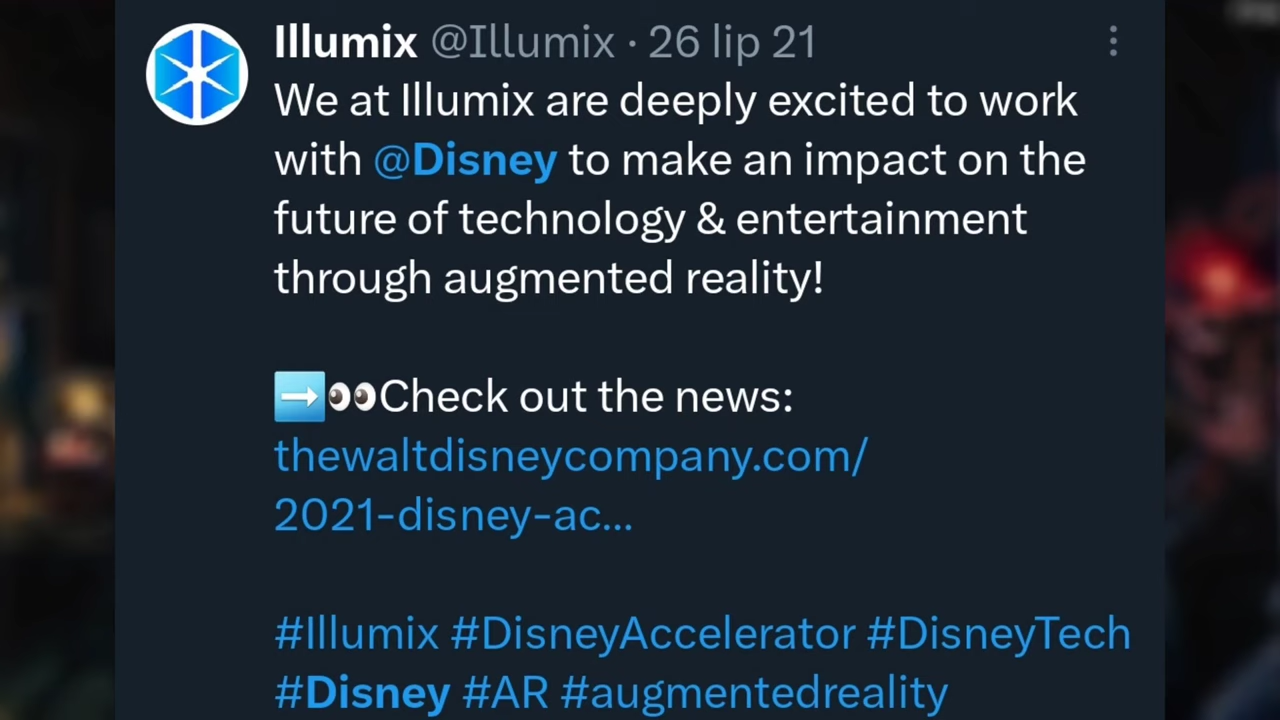 Illumix @Illumix · 26 lip 21
We at Illumix are deeply excited to work
with @Disney to make an impact on the
future of technology & entertainment
through augmented reality!
➡️👀Check out the news:
thewaltdisneycompany.com/
2021-disney-ac...
#Illumix #DisneyAccelerator #DisneyTech
#Disney #AR #augmentedreality